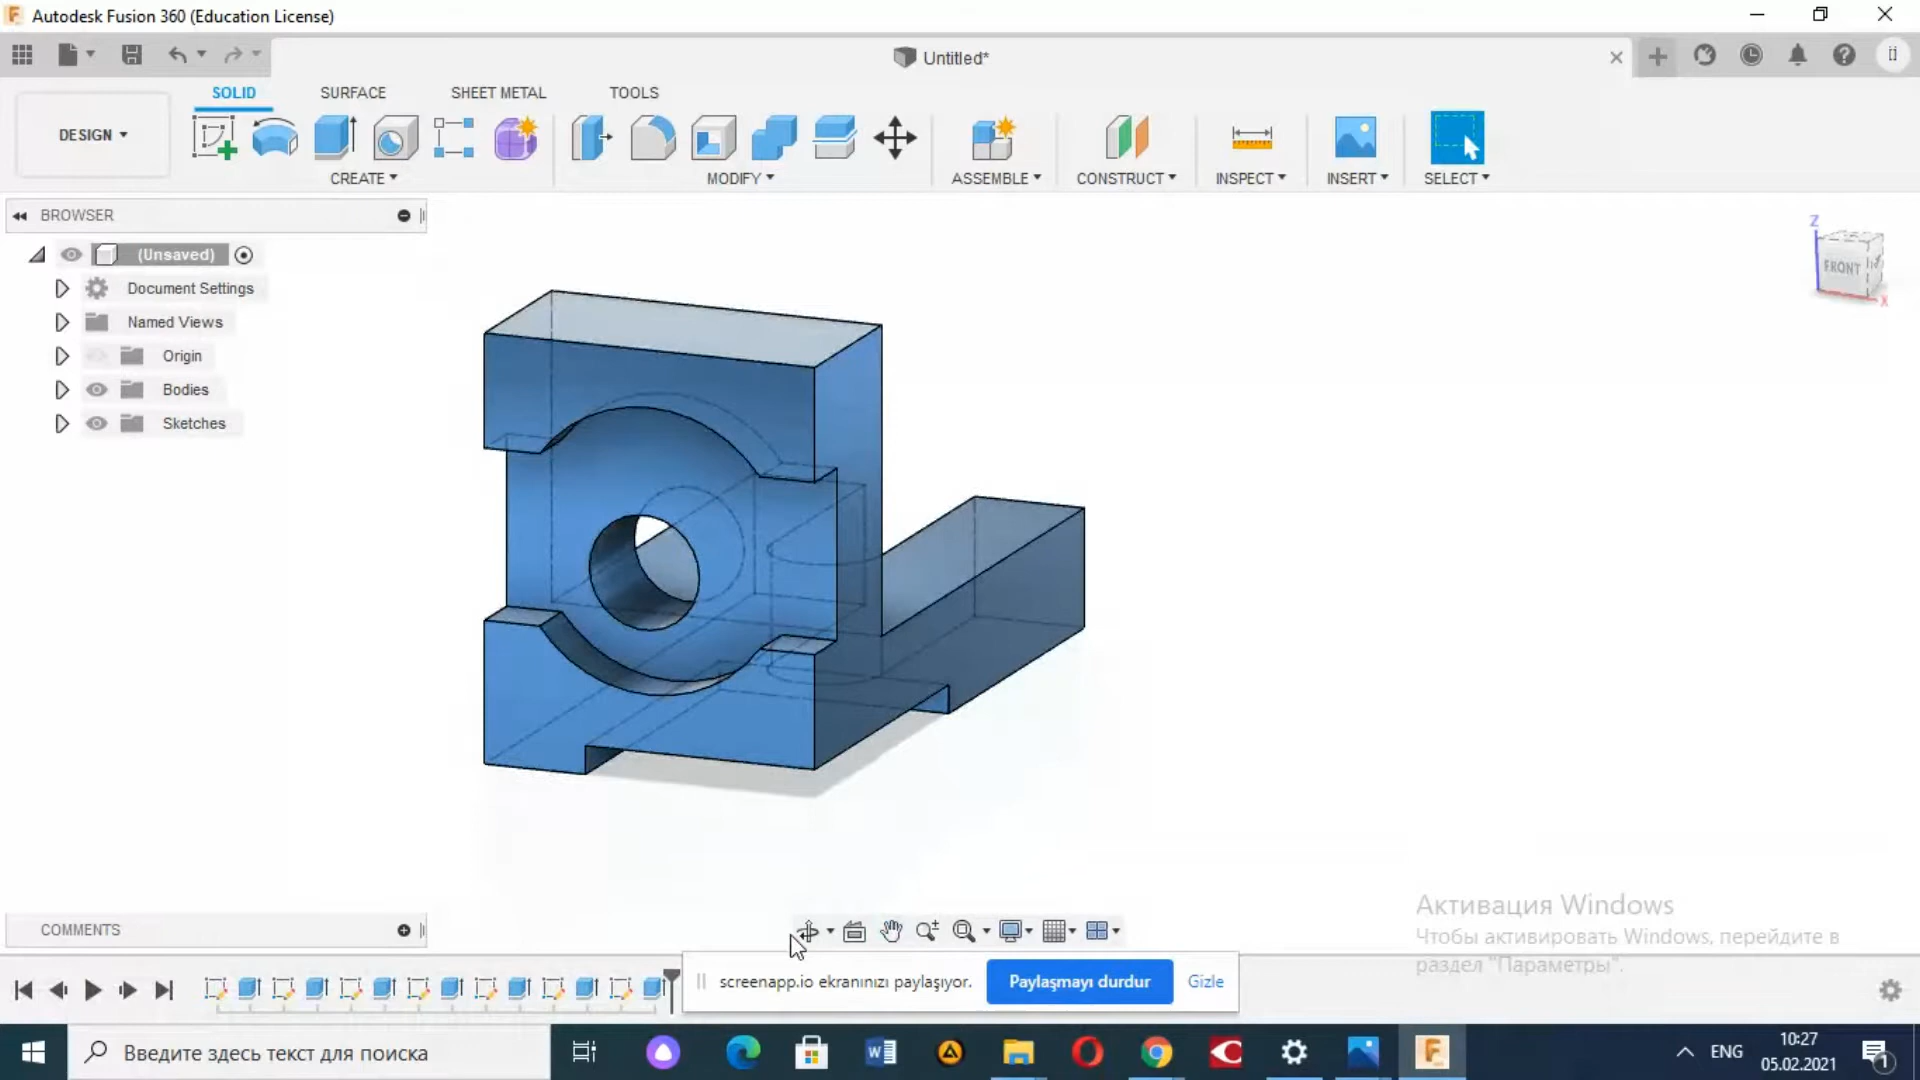 Autodesk Fusion 360 (Education License)
Untitled*
SOLID
SURFACE
SHEET METAL
TOOLS
DESIGN
CREATE
MODIFY
ASSEMBLE
CONSTRUCT
INSPECT
INSERT
SELECT
BROWSER
(Unsaved)
Document Settings
Named Views
Origin
Bodies
Sketches
Z
FRONT
X
COMMENTS
Активация Windows
Чтобы активировать Windows, перейдите в
раздел "Параметры".
screenapp.io ekranınızı paylaşıyor.
Paylaşmayı durdur
Gizle
Введите здесь текст для поиска
ENG
10:27
05.02.2021
1